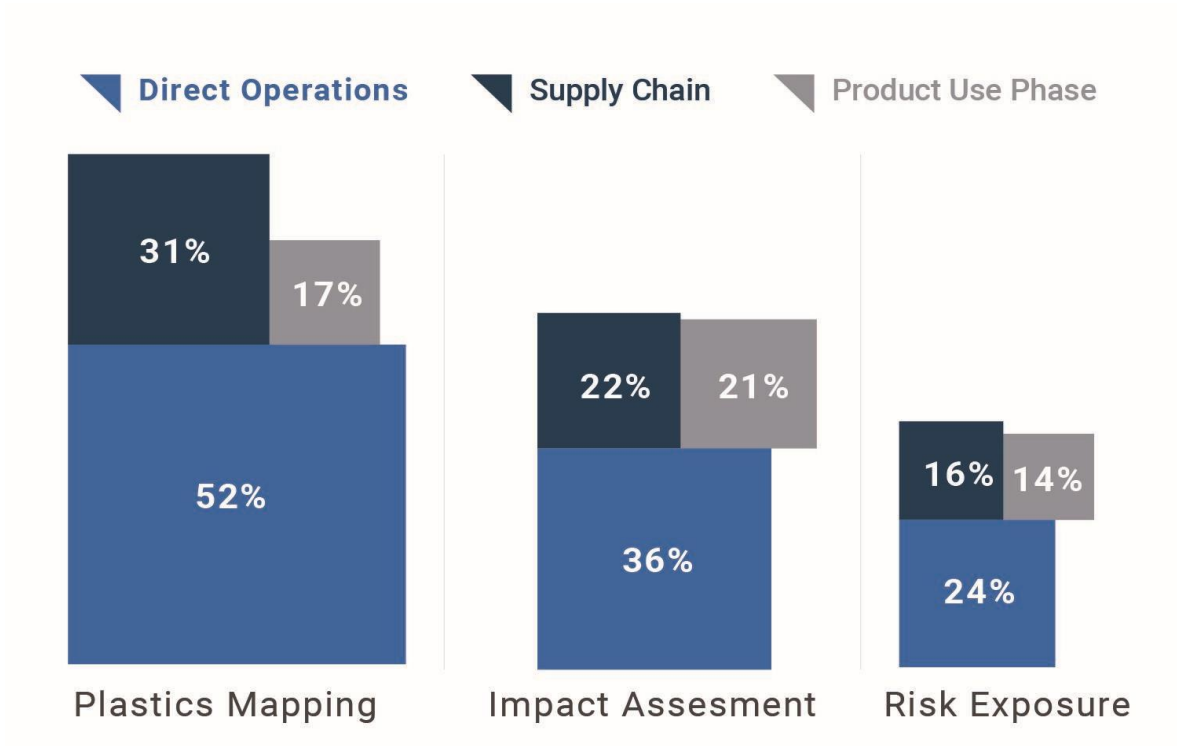 Direct Operations Supply Chain Product Use Phase
31%
17%
52%
Plastics Mapping
22%
21%
36%
Impact Assesment
16%
14%
24%
Risk Exposure